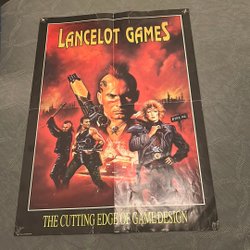 LANCELOT GAMES
THE CUTTING EDGE OF GAME DESIGN